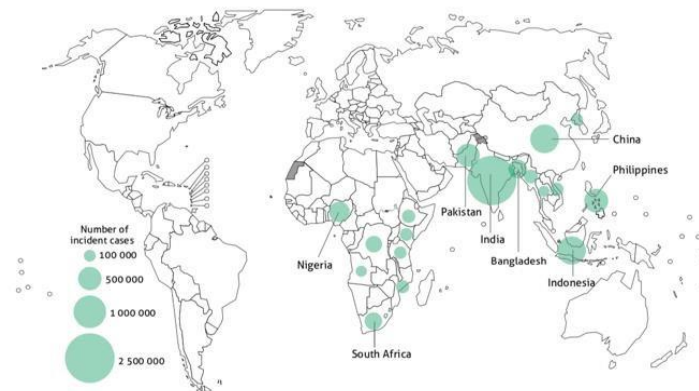 China
Philippines
Pakistan
India
Bangladesh
Indonesia
Nigeria
South Africa
Number of
incident cases
100 000
500 000
1 000 000
2 500 000